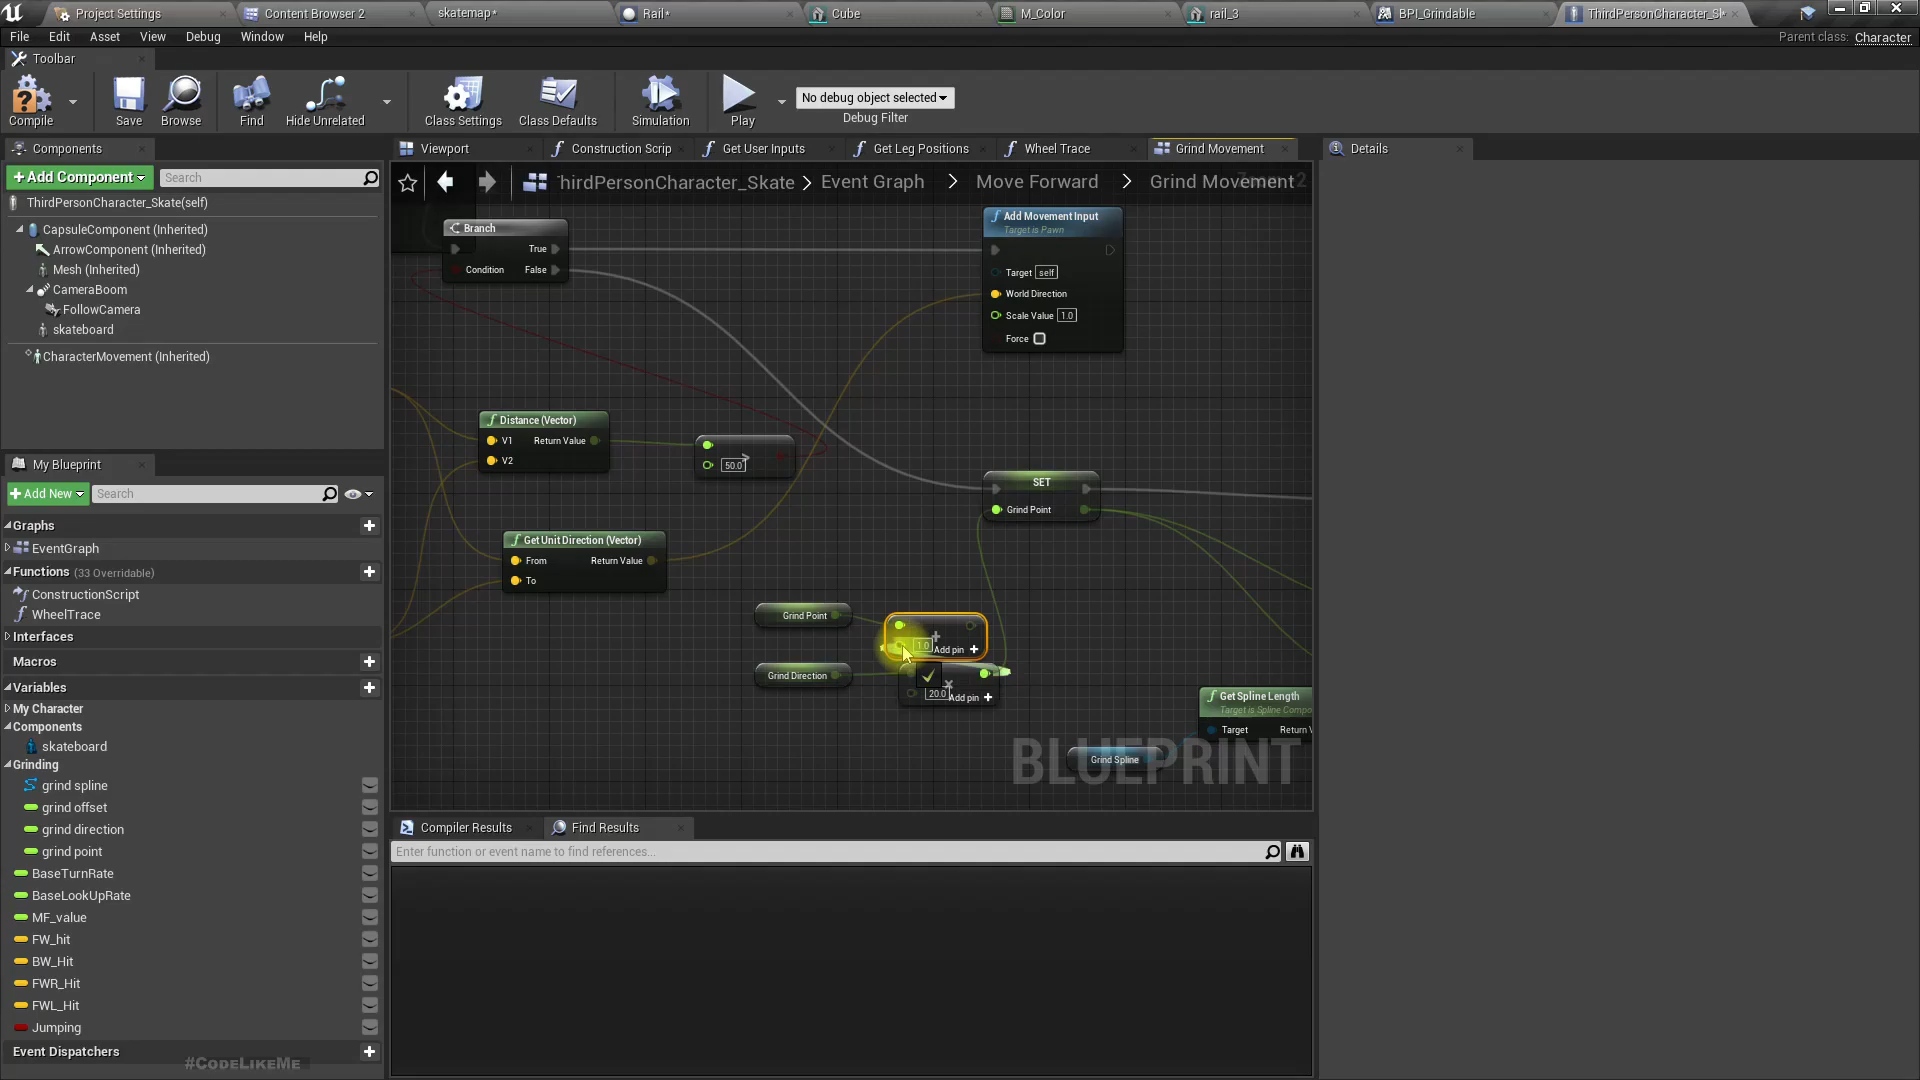 Project Settings
Content Browser 2
skatemap*
Rail*
Cube
M_Color
rail_3
BPI_Grindable
ThirdPersonCharacter_Sk*
File Edit Asset View Debug Window Help
Parent class: Character
Toolbar
Compile
Save
Browse
Find
Hide Unrelated
Class Settings
Class Defaults
Simulation
Play
No debug object selected
Debug Filter
Components
+ Add Component
Search
ThirdPersonCharacter_Skate(self)
CapsuleComponent (Inherited)
ArrowComponent (Inherited)
Mesh (Inherited)
CameraBoom
FollowCamera
skateboard
CharacterMovement (Inherited)
My Blueprint
+ Add New
Search
Graphs
EventGraph
Functions (33 Overridable)
ConstructionScript
WheelTrace
Interfaces
Macros
Variables
My Character
Components
skateboard
Grinding
grind spline
grind offset
grind direction
grind point
BaseTurnRate
BaseLookUpRate
MF_value
FW_hit
BW_Hit
FWR_Hit
FWL_Hit
Jumping
Event Dispatchers
#CodeLikeMe
Viewport
Construction Scrip
Get User Inputs
Get Leg Positions
Wheel Trace
Grind Movement
hirdPersonCharacter_Skate > Event Graph > Move Forward > Grind Movement
Branch
True
Condition False
Add Movement Input
Target is Pawn
Target self
World Direction
Scale Value 1.0
Force
Distance (Vector)
V1 Return Value
V2
>
50.0
Get Unit Direction (Vector)
From Return Value
To
SET
Grind Point
Grind Point
+
1.0 Add pin +
Grind Direction
×
20.0 Add pin +
Get Spline Length
Target is Spline Compo
Target Return V
Grind Spline
BLUEPRINT
Compiler Results
Find Results
Enter function or event name to find references...
Details